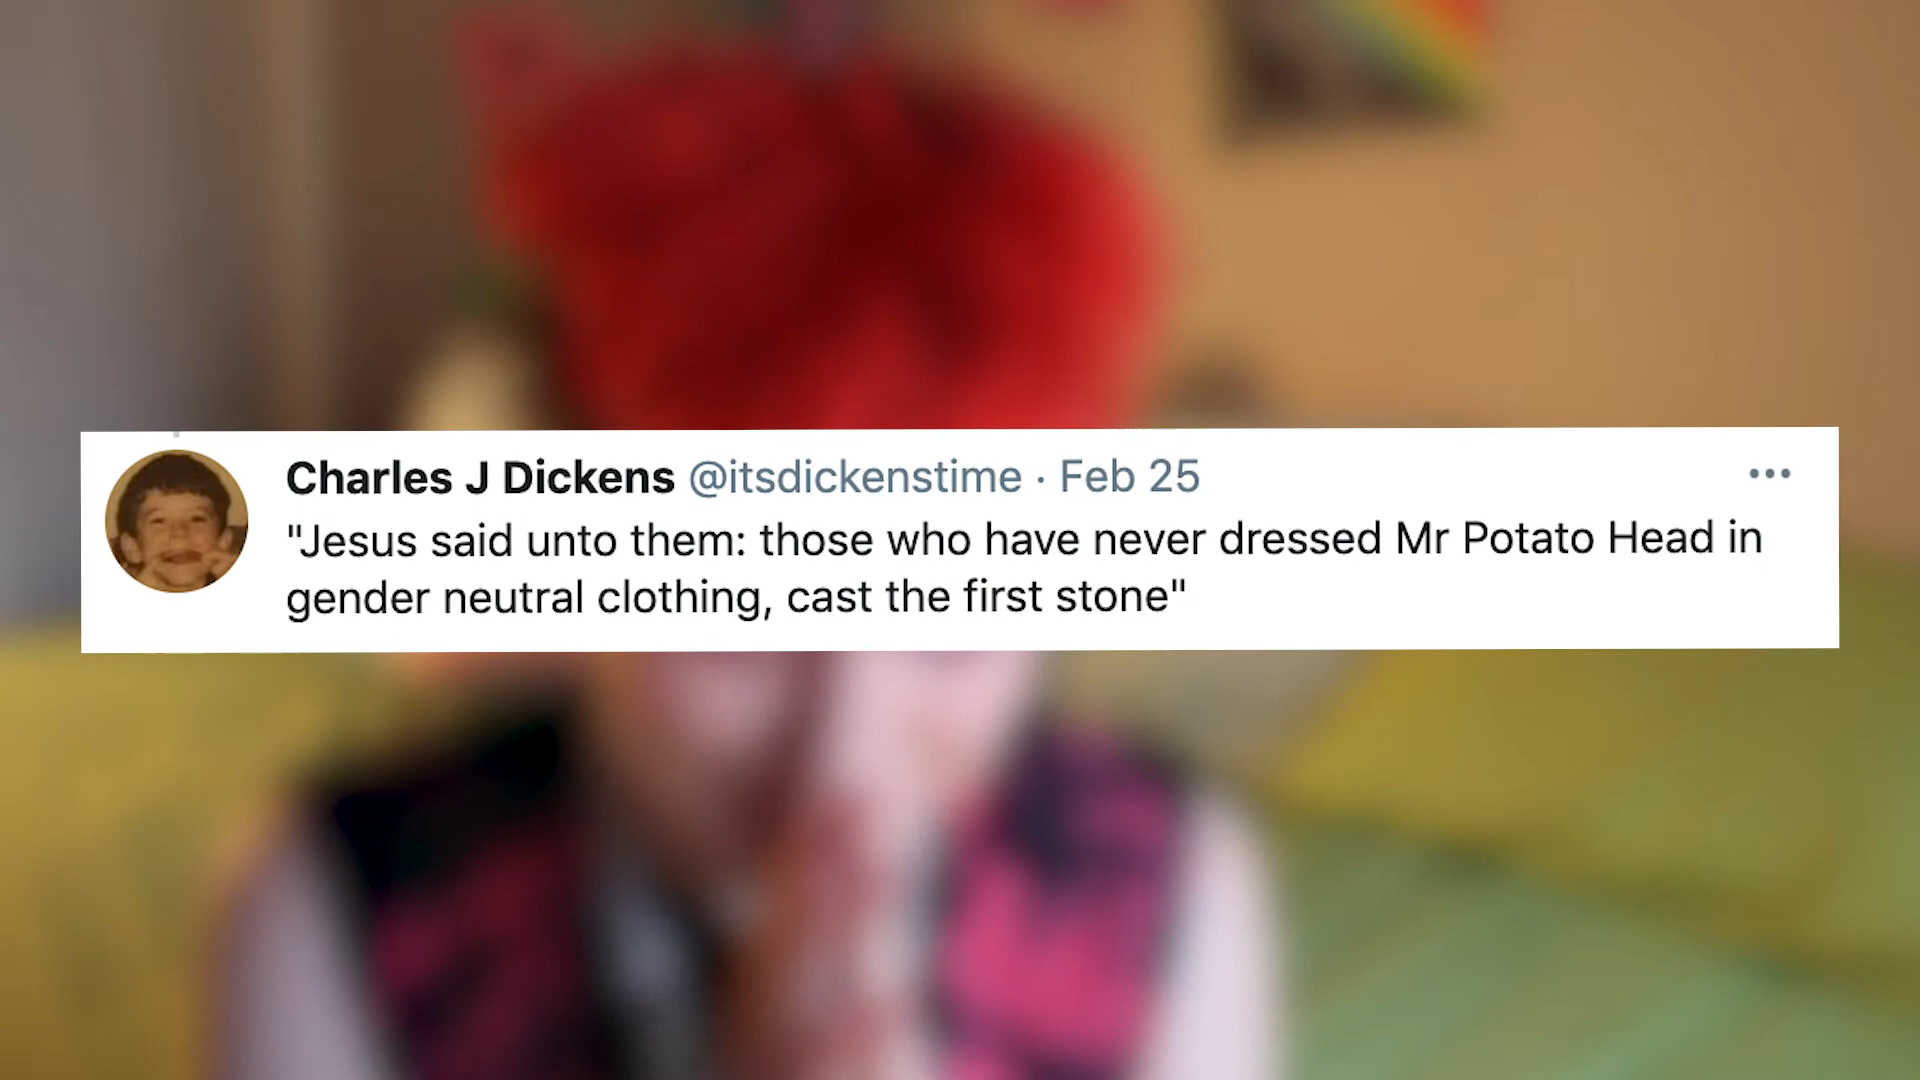 Charles J Dickens @itsdickenstime · Feb 25
"Jesus said unto them: those who have never dressed Mr Potato Head in
gender neutral clothing, cast the first stone"